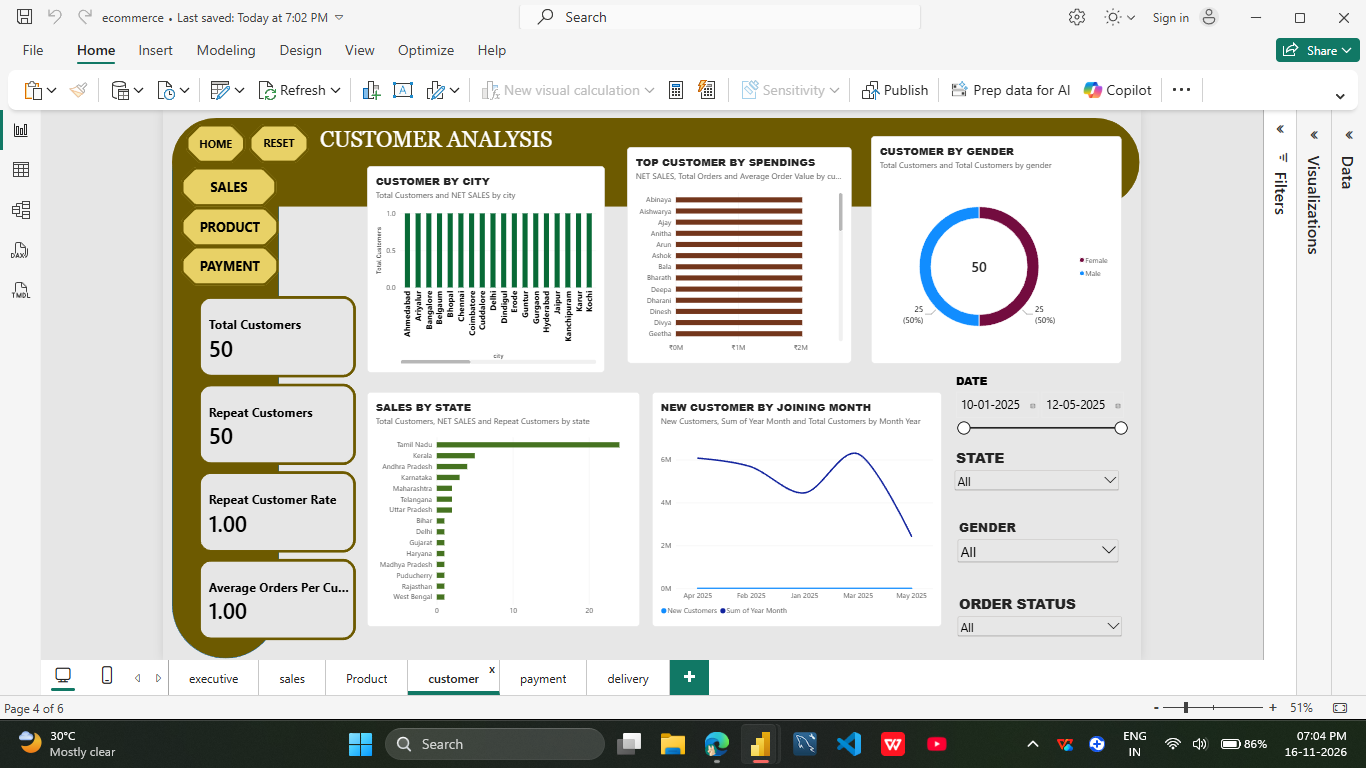 ecommerce • Last saved: Today at 7:02 PM
Search
Sign in
File
Home
Insert
Modeling
Design
View
Optimize
Help
Share
Refresh
New visual calculation
Sensitivity
Publish
Prep data for AI
Copilot
DAX
TMDL
HOME
RESET
CUSTOMER ANALYSIS
SALES
PRODUCT
PAYMENT
Total Customers
50
Repeat Customers
50
Repeat Customer Rate
1.00
Average Orders Per Cu...
1.00
CUSTOMER BY CITY
Total Customers and NET SALES by city
Total Customers
1.0
0.5
0.0
Ahmedabad
Ariyalur
Bangalore
Belgaum
Bhopal
Chennai
Coimbatore
Cuddalore
Delhi
Dindigul
Erode
Guntur
Gurgaon
Hyderabad
Jaipur
Kanchipuram
Karur
Kochi
city
TOP CUSTOMER BY SPENDINGS
NET SALES, Total Orders and Average Order Value by cu...
Abinaya
Aishwarya
Ajay
Anitha
Arun
Ashok
Bala
Bharath
Deepa
Dharani
Dinesh
Divya
Geetha
₹0M ₹1M ₹2M
CUSTOMER BY GENDER
Total Customers and Total Customers by gender
50
25
(50%)
25
(50%)
Female
Male
SALES BY STATE
Total Customers, NET SALES and Repeat Customers by state
Tamil Nadu
Kerala
Andhra Pradesh
Karnataka
Maharashtra
Telangana
Uttar Pradesh
Bihar
Delhi
Gujarat
Haryana
Madhya Pradesh
Puducherry
Rajasthan
West Bengal
0 10 20
NEW CUSTOMER BY JOINING MONTH
New Customers, Sum of Year Month and Total Customers by Month Year
6M
4M
2M
0M
Apr 2025 Feb 2025 Jan 2025 Mar 2025 May 2025
New Customers Sum of Year Month
DATE
10-01-2025 12-05-2025
STATE
All
GENDER
All
ORDER STATUS
All
Filters
Visualizations
Data
executive
sales
Product
customer
x
payment
delivery
+
Page 4 of 6
- + 51%
30°C
Mostly clear
Search
ENG
IN
86%
07:04 PM
16-11-2026